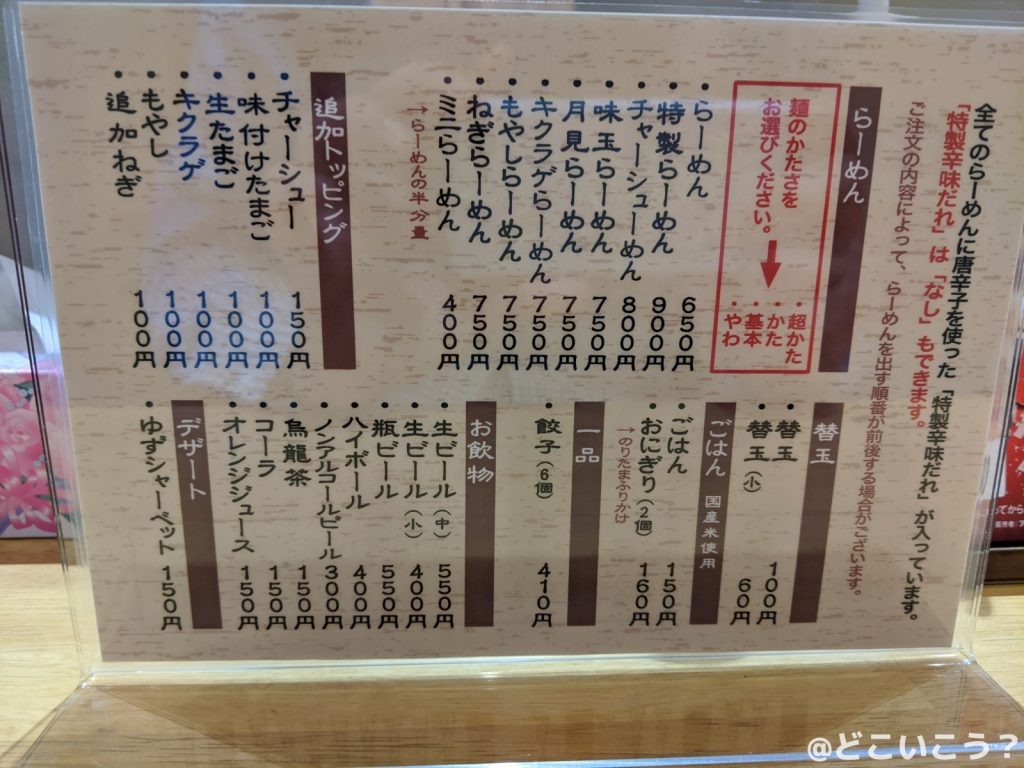 全てのらーめんに唐辛子を使った「特製辛味だれ」が入っています。
「特製辛味だれ」は「なし」もできます。
ご注文の内容によって、らーめんを出す順番が前後する場合がございます。
らーめん
麺のかたさを
お選びください。
→
・超かた
・かた
・基本
・やわ
・らーめん 650円
・特製らーめん 900円
・チャーシューめん 800円
・味玉らーめん 750円
・月見らーめん 750円
・キクラゲらーめん 750円
・もやしらーめん 750円
・ねぎらーめん 750円
・ミニらーめん 400円
→らーめんの半分量
追加トッピング
・チャーシュー 150円
・味付けたまご 100円
・生たまご 100円
・キクラゲ 100円
・もやし 100円
・追加ねぎ 100円
替玉
・替玉 100円
・替玉(小) 60円
ごはん 国産米使用
・ごはん 150円
・おにぎり(2個) 160円
→のりたまふりかけ
一品
・餃子(6個) 410円
お飲物
・生ビール(中) 550円
・生ビール(小) 400円
・瓶ビール 550円
・ハイボール 400円
・ノンアルコールビール 300円
・烏龍茶 150円
・コーラ 150円
・オレンジジュース 150円
デザート
・ゆずシャーベット 150円
@どこいこう?